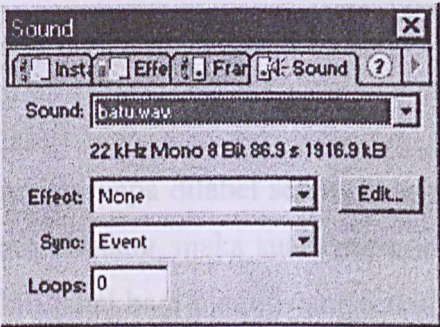 Sound
Inst Effe Fran Sound ?
Sound: batu.wav
22 kHz Mono 8 Bit 86.9 s 1916.9 kB
Effect: None Edit...
Sync: Event
Loops: 0